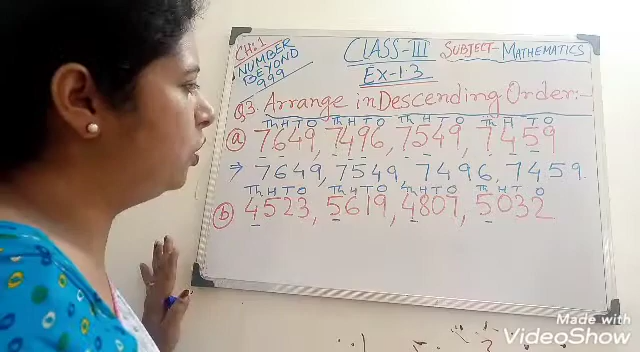 CH:1
NUMBER
BEYOND
999
CLASS-III SUBJECT-MATHEMATICS
EX-1.3
Q3. Arrange in Descending Order:-
Th H T O Th H T O Th H T O Th H T O
(a) 7649, 7496, 7549, 7459
⇒ 7649, 7549, 7496, 7459.
Th H T O Th H T O Th H T O Th H T O
(b) 4523, 5619, 4807, 5032
Made with
VideoShow